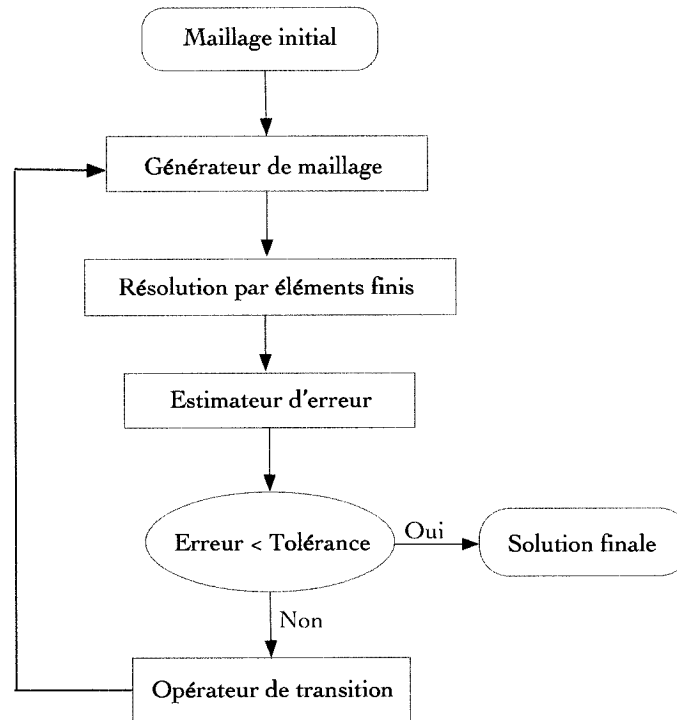 Maillage initial
Générateur de maillage
Résolution par éléments finis
Estimateur d'erreur
Erreur < Tolérance
Oui
Solution finale
Non
Opérateur de transition